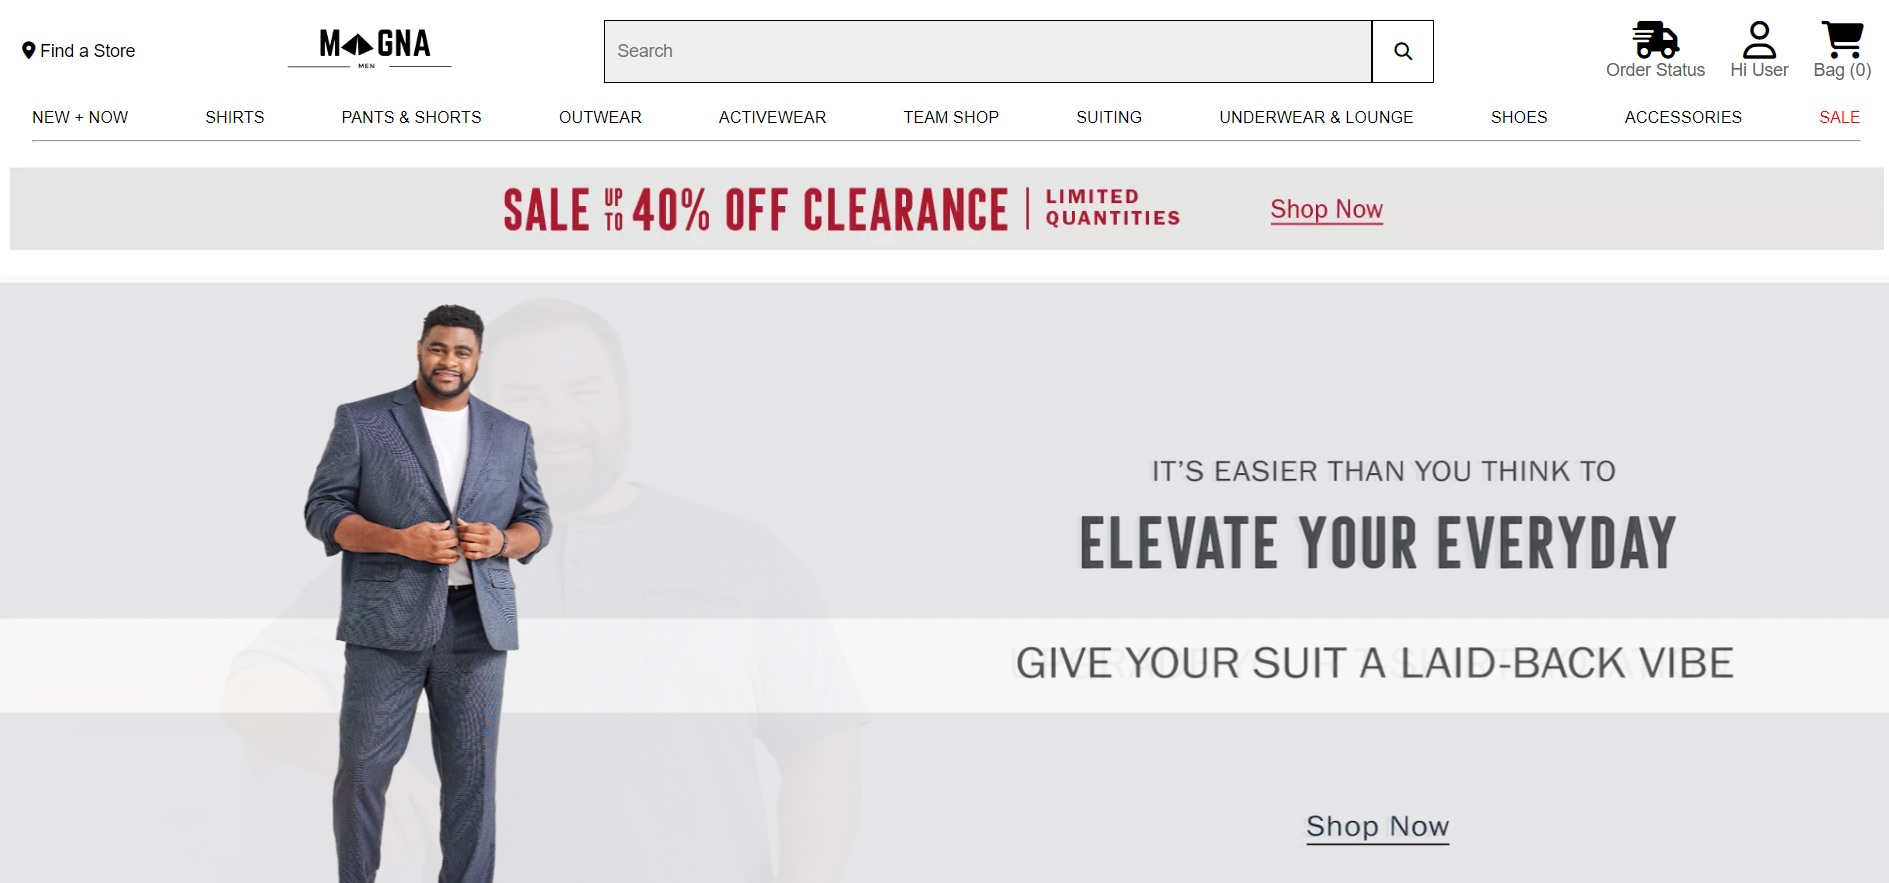 Find a Store
MAGNA
MEN
Search
Order Status
Hi User
Bag (0)
NEW + NOW
SHIRTS
PANTS & SHORTS
OUTWEAR
ACTIVEWEAR
TEAM SHOP
SUITING
UNDERWEAR & LOUNGE
SHOES
ACCESSORIES
SALE
SALE UP TO 40% OFF CLEARANCE
LIMITED
QUANTITIES
Shop Now
IT'S EASIER THAN YOU THINK TO
ELEVATE YOUR EVERYDAY
GIVE YOUR SUIT A LAID-BACK VIBE
Shop Now